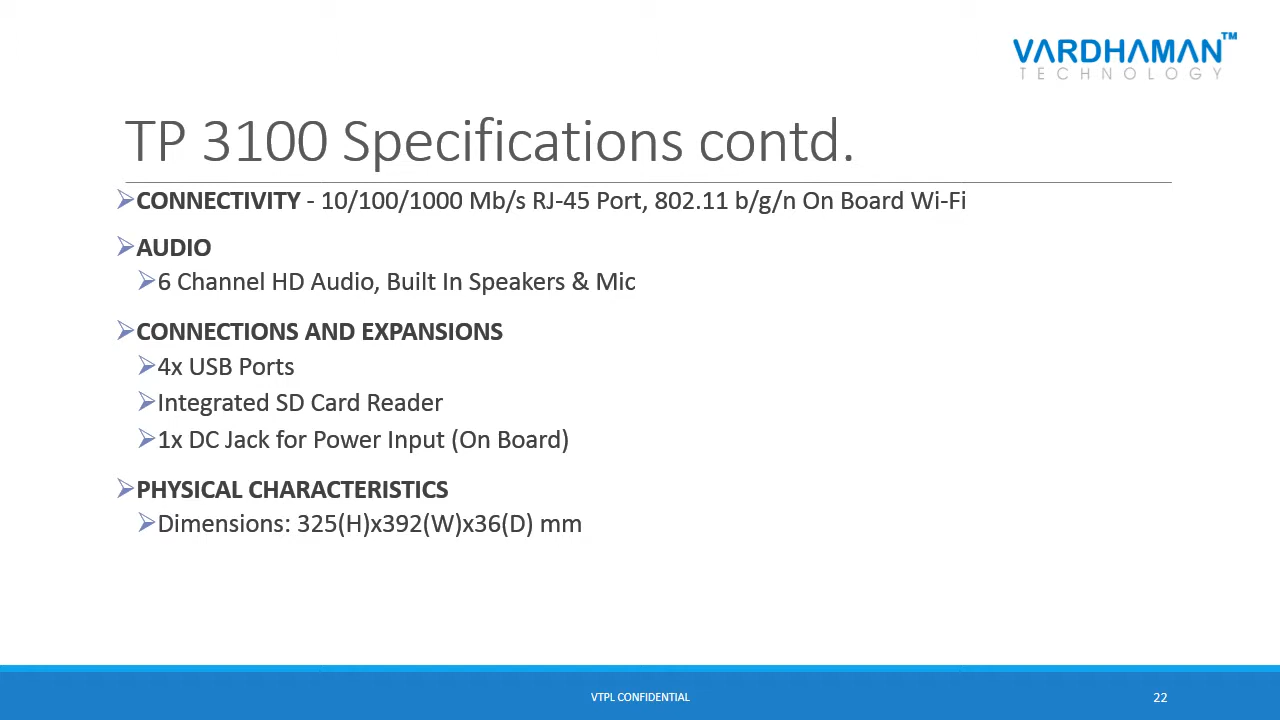 VARDHAMAN™
TECHNOLOGY
TP 3100 Specifications contd.
CONNECTIVITY - 10/100/1000 Mb/s RJ-45 Port, 802.11 b/g/n On Board Wi-Fi
AUDIO
6 Channel HD Audio, Built In Speakers & Mic
CONNECTIONS AND EXPANSIONS
4x USB Ports
Integrated SD Card Reader
1x DC Jack for Power Input (On Board)
PHYSICAL CHARACTERISTICS
Dimensions: 325(H)x392(W)x36(D) mm
VTPL CONFIDENTIAL
22